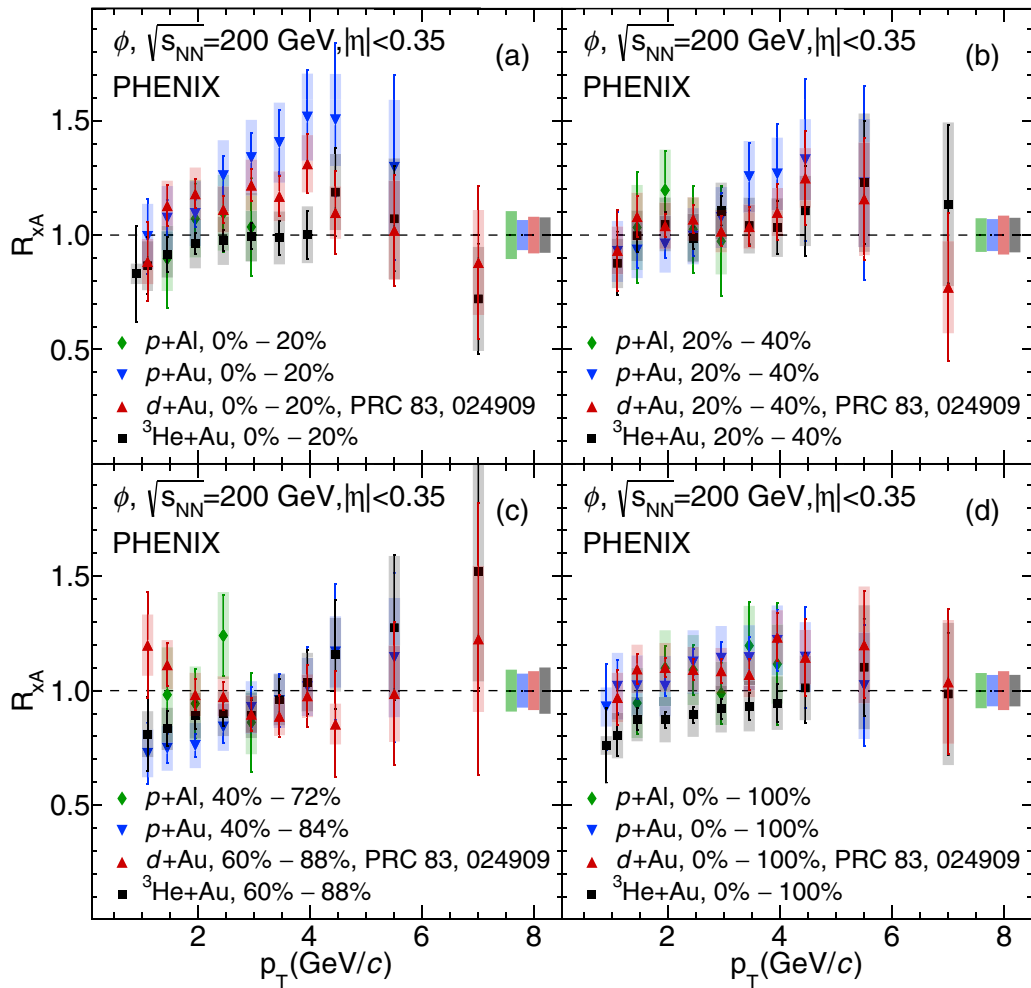 ϕ, √sNN=200 GeV,|η|<0.35
(a)
PHENIX
p+Al, 0% – 20%
p+Au, 0% – 20%
d+Au, 0% – 20%, PRC 83, 024909
³He+Au, 0% – 20%
R_xA
1.5
1.0
0.5
ϕ, √sNN=200 GeV,|η|<0.35
(b)
PHENIX
p+Al, 20% – 40%
p+Au, 20% – 40%
d+Au, 20% – 40%, PRC 83, 024909
³He+Au, 20% – 40%
ϕ, √sNN=200 GeV,|η|<0.35
(c)
PHENIX
p+Al, 40% – 72%
p+Au, 40% – 84%
d+Au, 60% – 88%, PRC 83, 024909
³He+Au, 60% – 88%
R_xA
1.5
1.0
0.5
2 4 6 8
p_T(GeV/c)
ϕ, √sNN=200 GeV,|η|<0.35
(d)
PHENIX
p+Al, 0% – 100%
p+Au, 0% – 100%
d+Au, 0% – 100%, PRC 83, 024909
³He+Au, 0% – 100%
2 4 6 8
p_T(GeV/c)